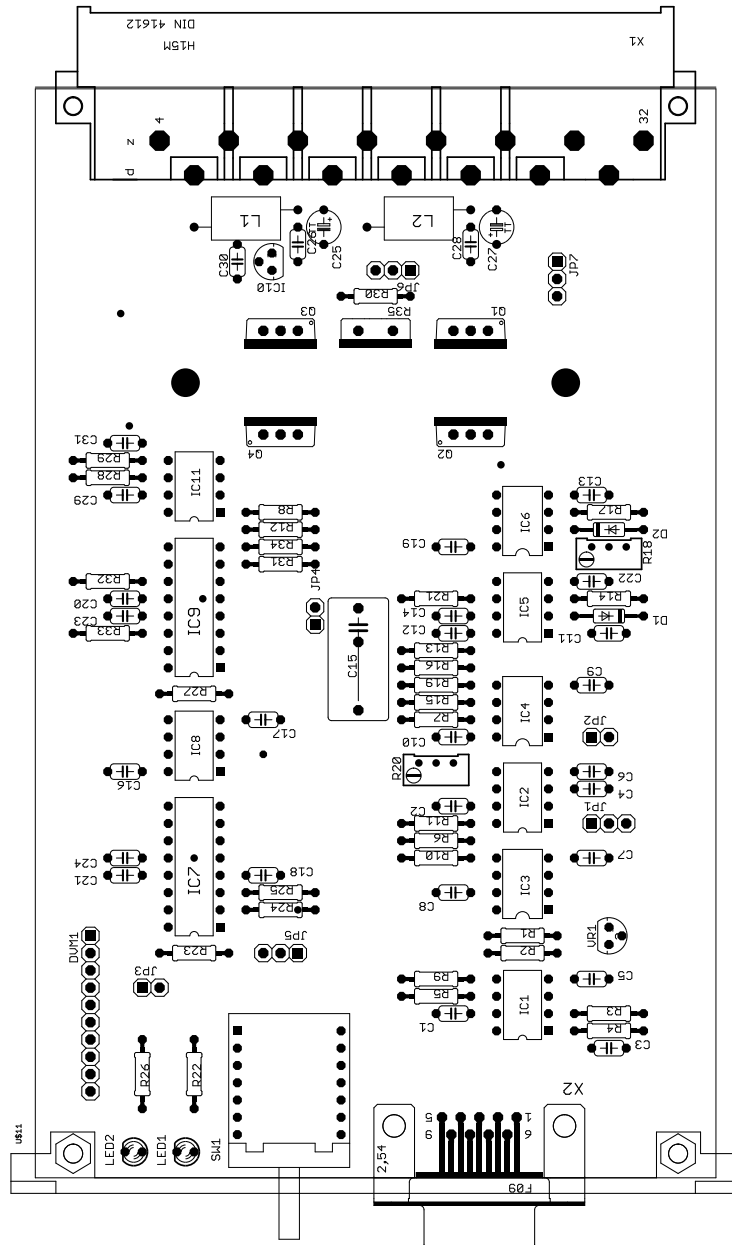 DIN 41612
H15M
X1
z
4
32
d
L1
L2
C26
T
C25
C28
T
C27
C30
IC10
JP6
R30
JP7
Q3
R35
Q1
Q4
Q2
C31
R29
R28
C29
IC11
R8
R12
R34
R31
C19
IC6
C13
R17
D2
R18
JP4
R32
C20
C23
R33
IC9
C15
R21
C14
C12
R13
R16
R19
R15
R7
C10
IC5
C22
R14
D1
C11
R27
C9
IC4
JP2
IC8
C17
C16
R20
IC2
C6
C4
JP1
C2
R11
R6
R10
C24
C21
IC7
C18
R25
R24
C7
IC3
C8
R1
R2
VR1
DVM1
R23
JP5
JP3
R9
R5
C1
IC1
C5
R3
R4
C3
R26
R22
X2
5
1
9
6
U$11
LED2
LED1
SW1
2,54
F09